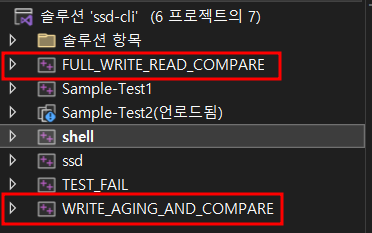 솔루션 'ssd-cli' (6 프로젝트의 7)
솔루션 항목
FULL_WRITE_READ_COMPARE
Sample-Test1
Sample-Test2(언로드됨)
shell
ssd
TEST_FAIL
WRITE_AGING_AND_COMPARE